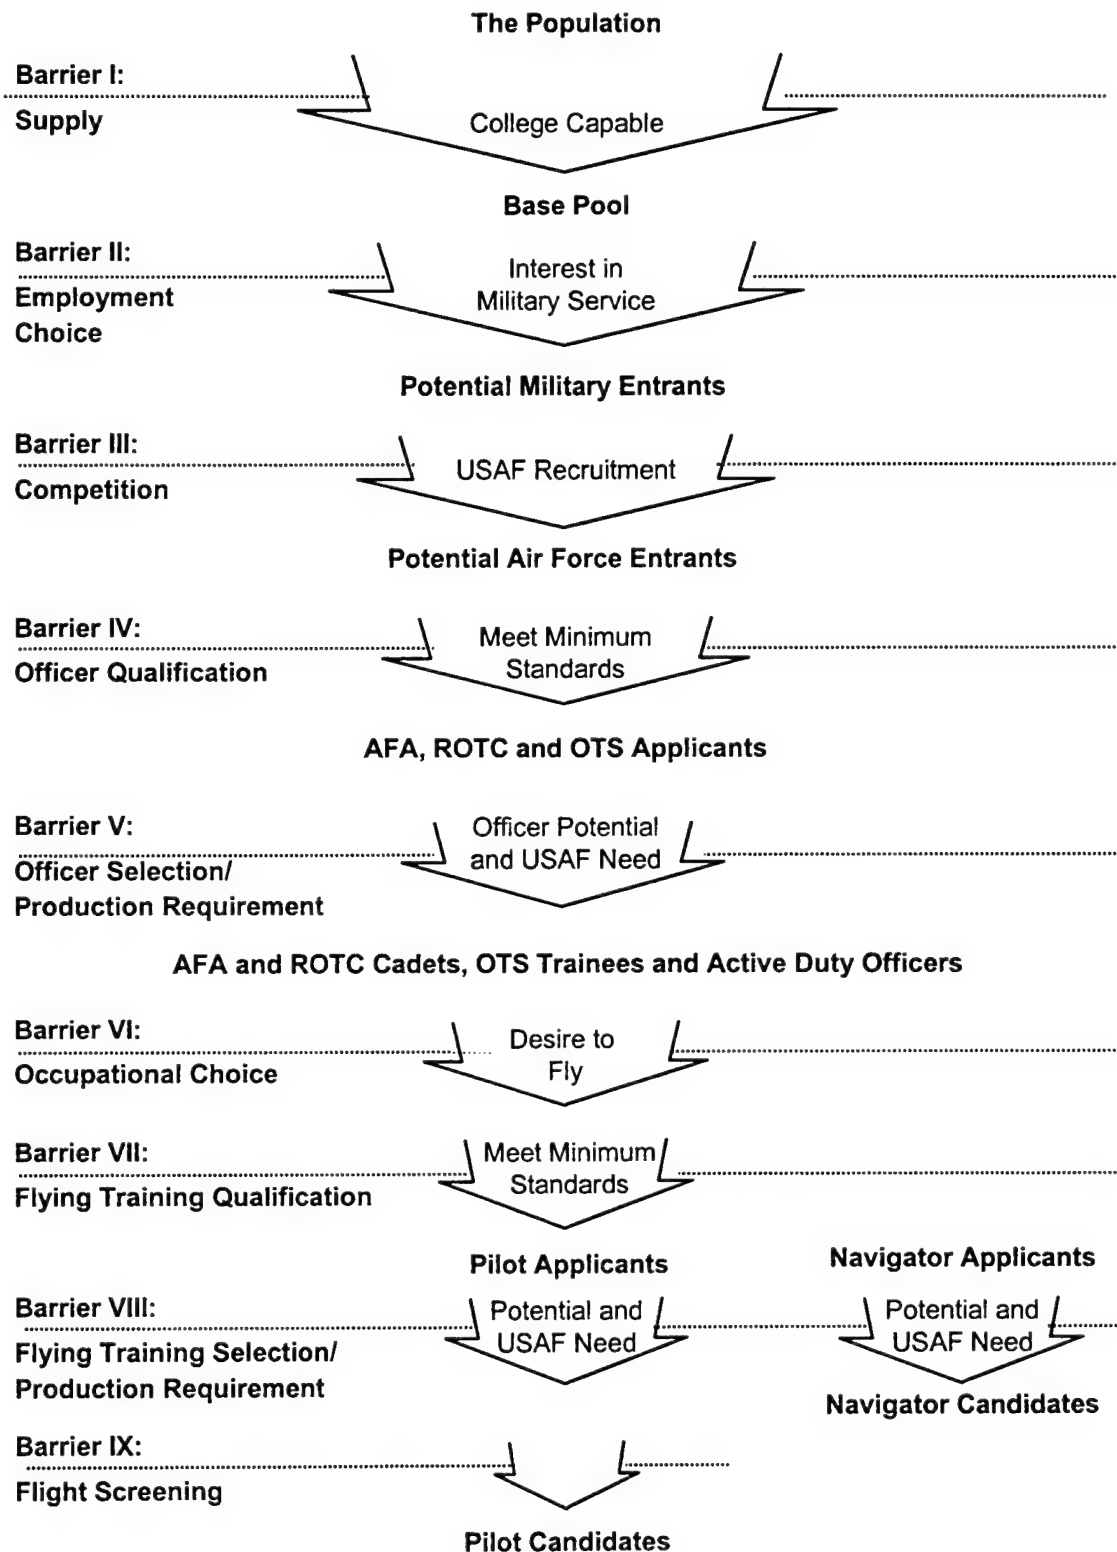 The Population
Barrier I:
Supply
College Capable
Base Pool
Barrier II:
Employment
Choice
Interest in
Military Service
Potential Military Entrants
Barrier III:
Competition
USAF Recruitment
Potential Air Force Entrants
Barrier IV:
Officer Qualification
Meet Minimum
Standards
AFA, ROTC and OTS Applicants
Barrier V:
Officer Selection/
Production Requirement
Officer Potential
and USAF Need
AFA and ROTC Cadets, OTS Trainees and Active Duty Officers
Barrier VI:
Occupational Choice
Desire to
Fly
Barrier VII:
Flying Training Qualification
Meet Minimum
Standards
Pilot Applicants
Navigator Applicants
Barrier VIII:
Flying Training Selection/
Production Requirement
Potential and
USAF Need
Potential and
USAF Need
Navigator Candidates
Barrier IX:
Flight Screening
Pilot Candidates